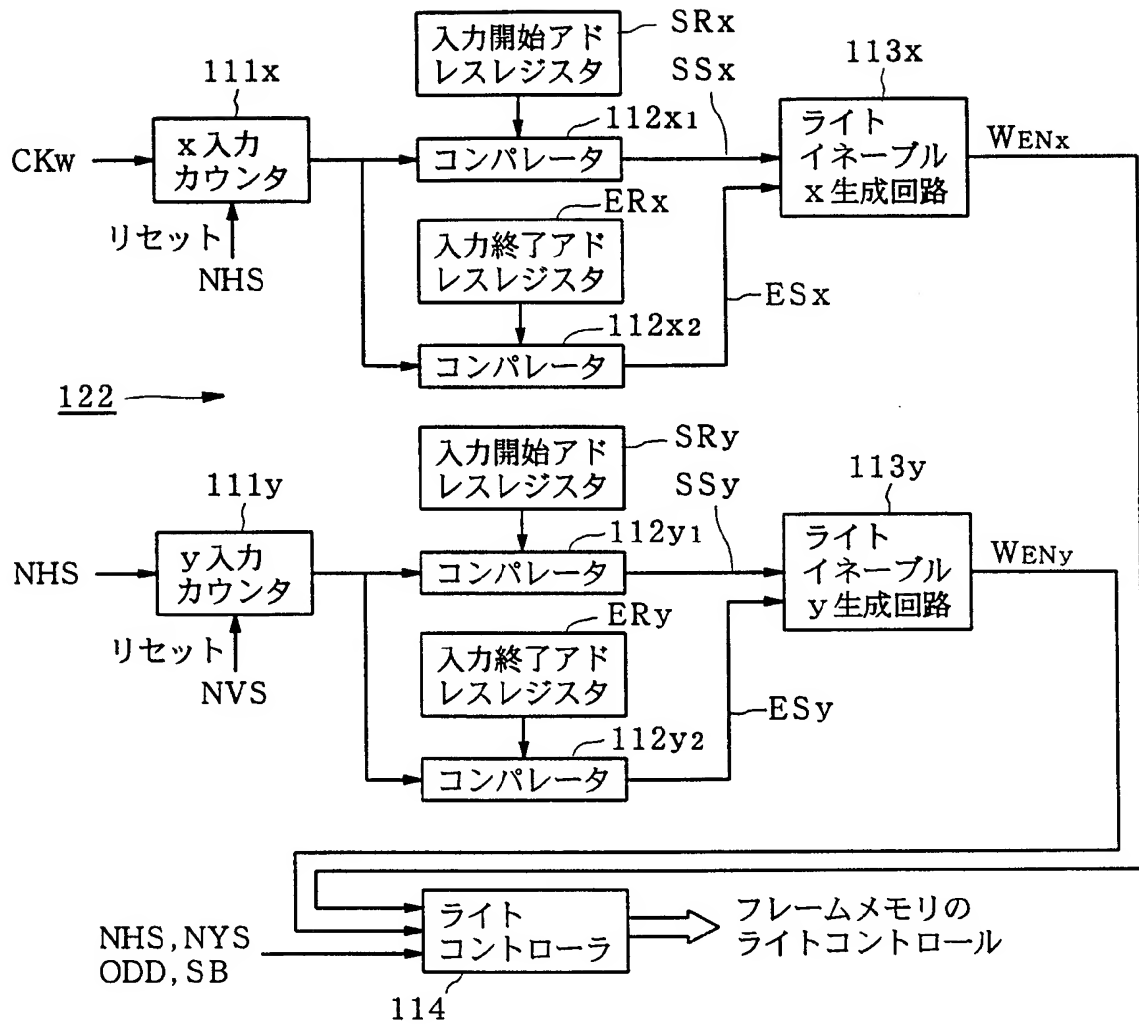 入力開始アド
レスレジスタ
SRx
SSx
111x
112x1
113x
CKw
x入力
カウンタ
コンパレータ
ライト
イネーブル
x生成回路
WENx
リセット
NHS
ERx
入力終了アド
レスレジスタ
ESx
112x2
コンパレータ
122
入力開始アド
レスレジスタ
SRy
SSy
111y
112y1
113y
NHS
y入力
カウンタ
コンパレータ
ライト
イネーブル
y生成回路
WENy
リセット
NVS
ERy
入力終了アド
レスレジスタ
ESy
112y2
コンパレータ
NHS,NYS
ODD,SB
ライト
コントローラ
フレームメモリの
ライトコントロール
114